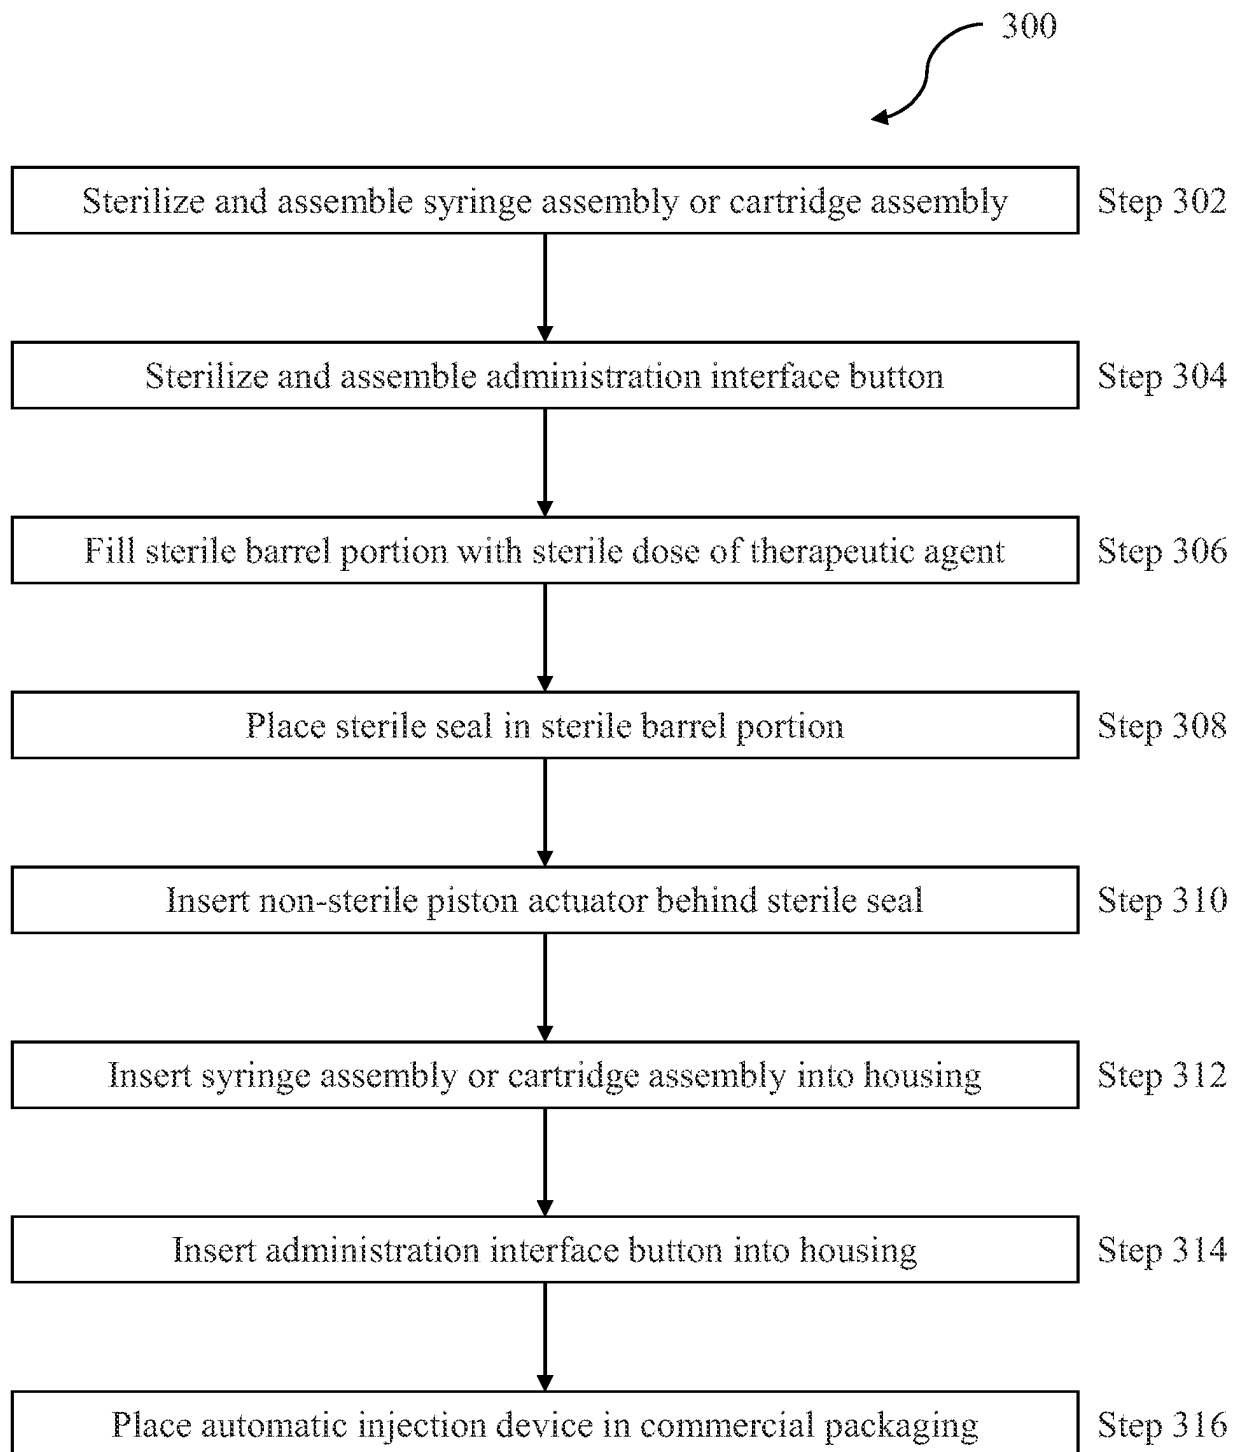 300
Sterilize and assemble syringe assembly or cartridge assembly Step 302
Sterilize and assemble administration interface button Step 304
Fill sterile barrel portion with sterile dose of therapeutic agent Step 306
Place sterile seal in sterile barrel portion Step 308
Insert non-sterile piston actuator behind sterile seal Step 310
Insert syringe assembly or cartridge assembly into housing Step 312
Insert administration interface button into housing Step 314
Place automatic injection device in commercial packaging Step 316